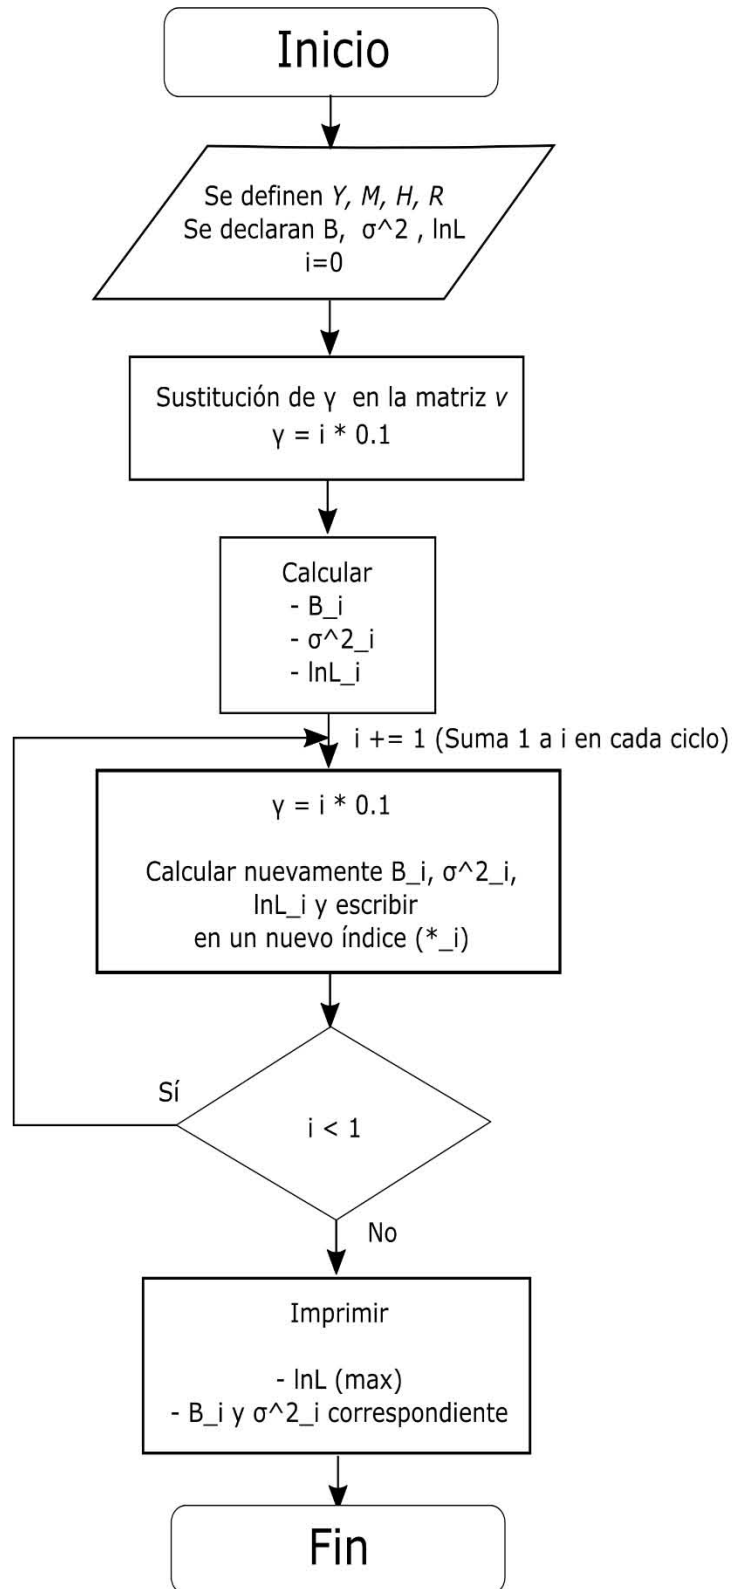 Inicio
Se definen Y, M, H, R
Se declaran B, σ^2 , lnL
i=0
Sustitución de γ en la matriz v
γ = i * 0.1
Calcular
- B_i
- σ^2_i
- lnL_i
i += 1 (Suma 1 a i en cada ciclo)
γ = i * 0.1
Calcular nuevamente B_i, σ^2_i,
lnL_i y escribir
en un nuevo índice (*_i)
Sí
i < 1
No
Imprimir
- lnL (max)
- B_i y σ^2_i correspondiente
Fin